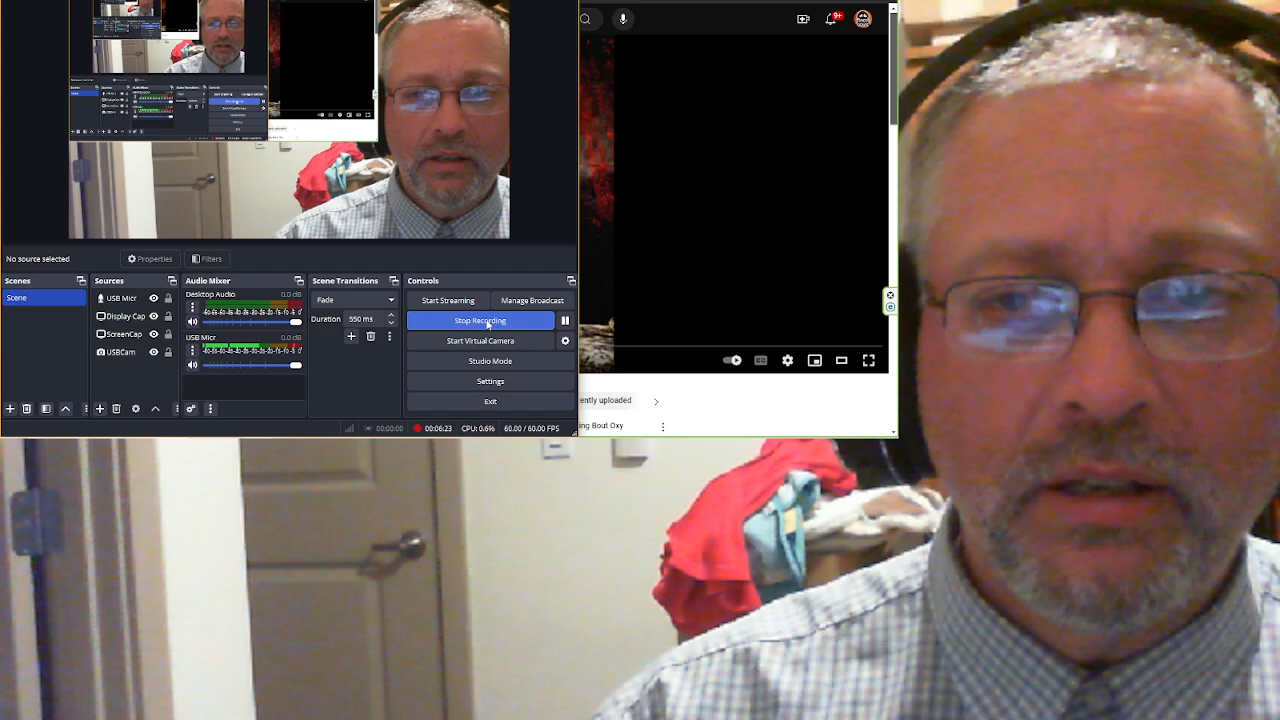 9+
No source selected
Properties
Filters
Scenes
Sources
Audio Mixer
Scene Transitions
Controls
Scene
USB Micr
Display Cap
ScreenCap
USBCam
Desktop Audio
0.0 dB
USB Micr
0.0 dB
Fade
Duration
550 ms
Start Streaming
Manage Broadcast
Stop Recording
Start Virtual Camera
Studio Mode
Settings
Exit
00:00:00
00:06:23
CPU: 0.6%
60.00 / 60.00 FPS
ently uploaded
ing Bout Oxy